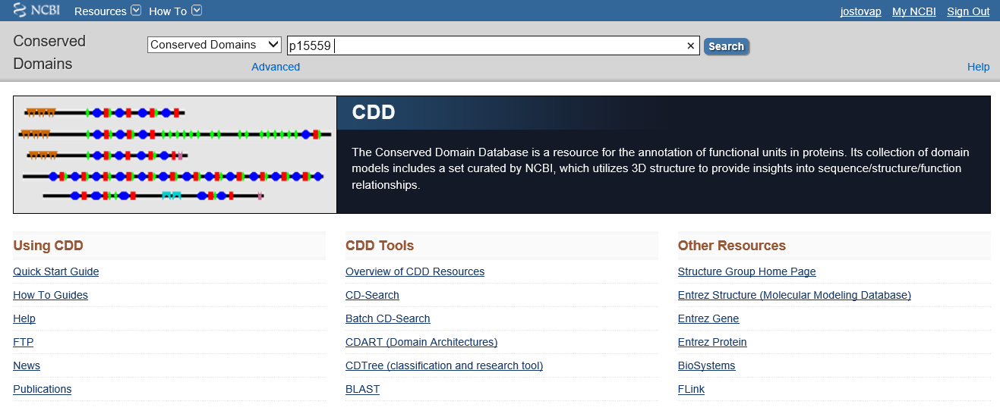 NCBI Resources How To jostovap My NCBI Sign Out
Conserved Domains
Conserved Domains p15559 × Search
Advanced Help
CDD
The Conserved Domain Database is a resource for the annotation of functional units in proteins. Its collection of domain
models includes a set curated by NCBI, which utilizes 3D structure to provide insights into sequence/structure/function
relationships.
Using CDD
Quick Start Guide
How To Guides
Help
FTP
News
Publications
CDD Tools
Overview of CDD Resources
CD-Search
Batch CD-Search
CDART (Domain Architectures)
CDTree (classification and research tool)
BLAST
Other Resources
Structure Group Home Page
Entrez Structure (Molecular Modeling Database)
Entrez Gene
Entrez Protein
BioSystems
FLink